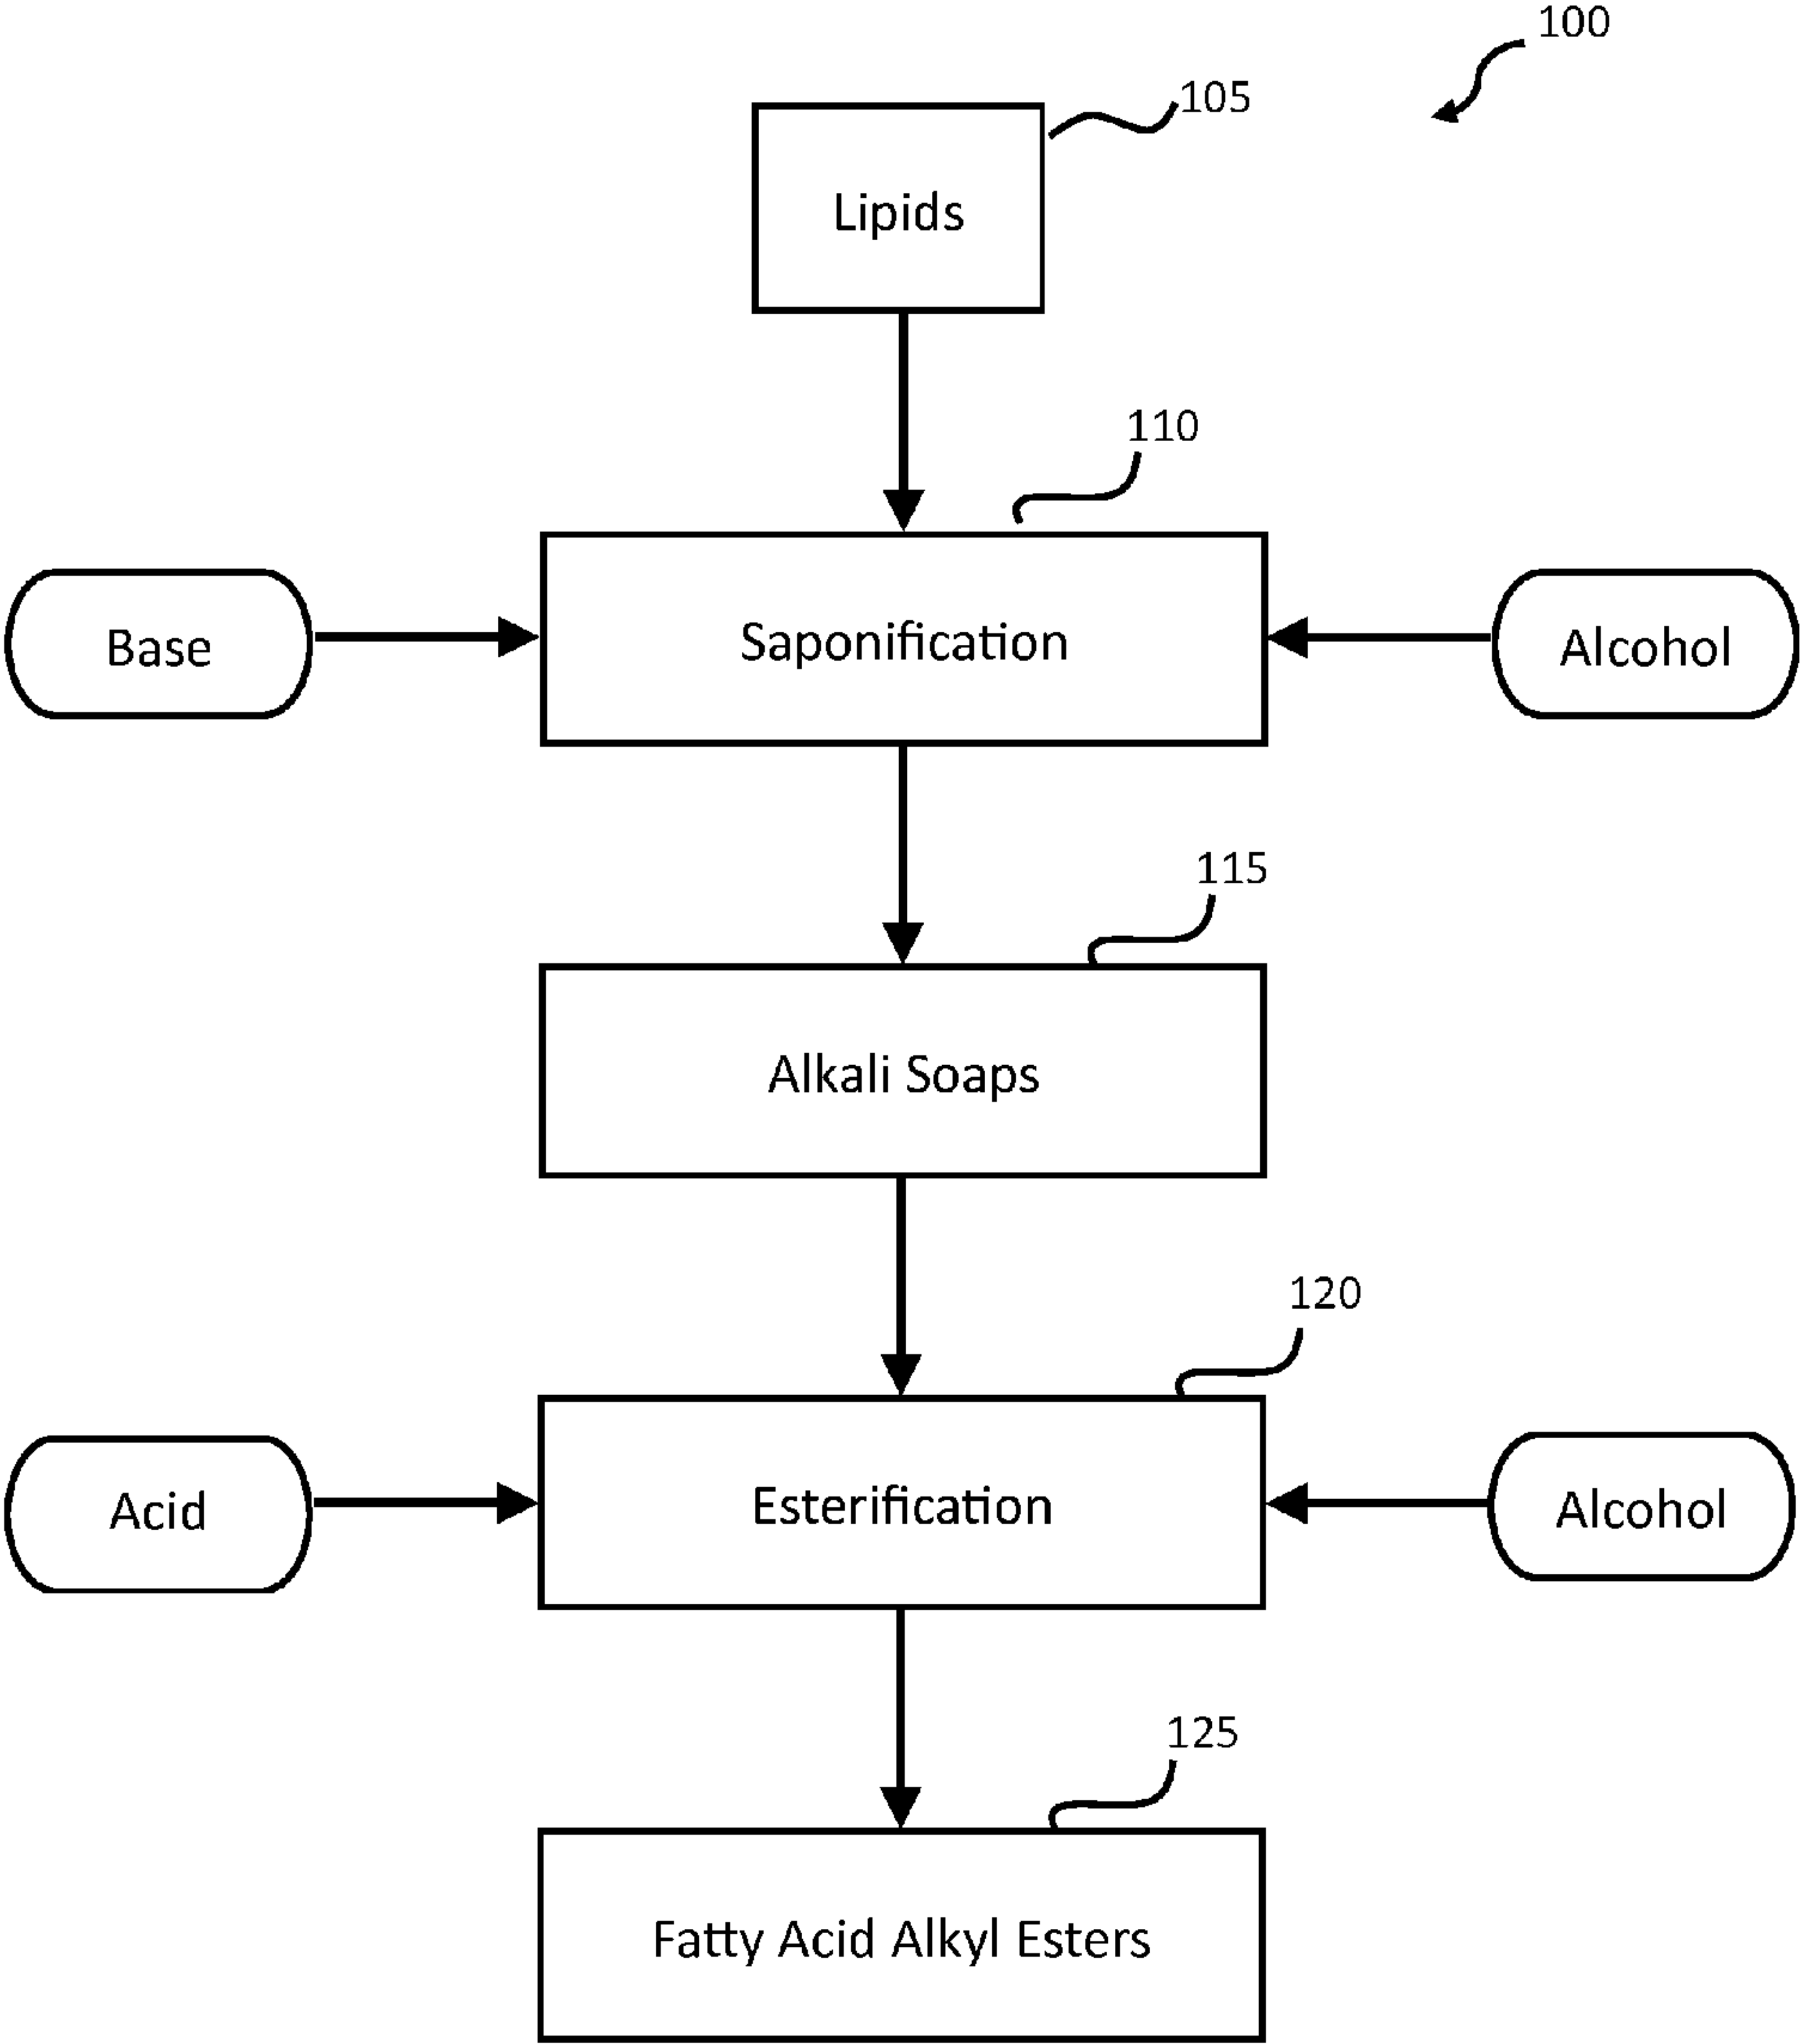 100
105
Lipids
110
Base
Saponification
Alcohol
115
Alkali Soaps
120
Acid
Esterification
Alcohol
125
Fatty Acid Alkyl Esters